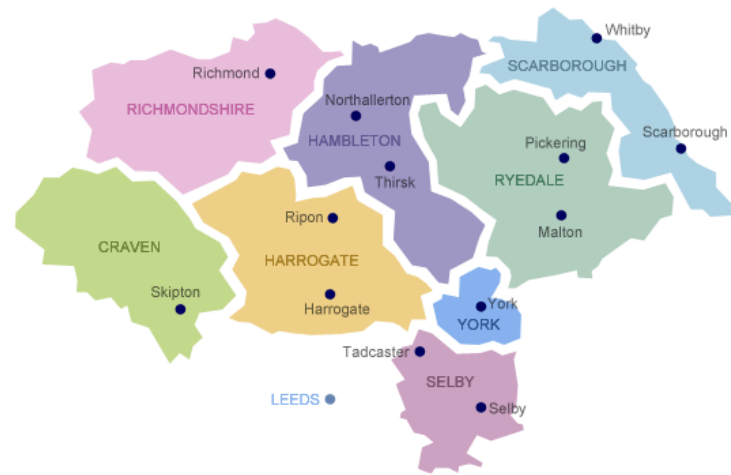 Whitby
SCARBOROUGH
Richmond
RICHMONDSHIRE
Northallerton
HAMBLETON
Scarborough
Pickering
Thirsk
RYEDALE
Ripon
Malton
CRAVEN
HARROGATE
Skipton
Harrogate
York
YORK
Tadcaster
SELBY
LEEDS
Selby